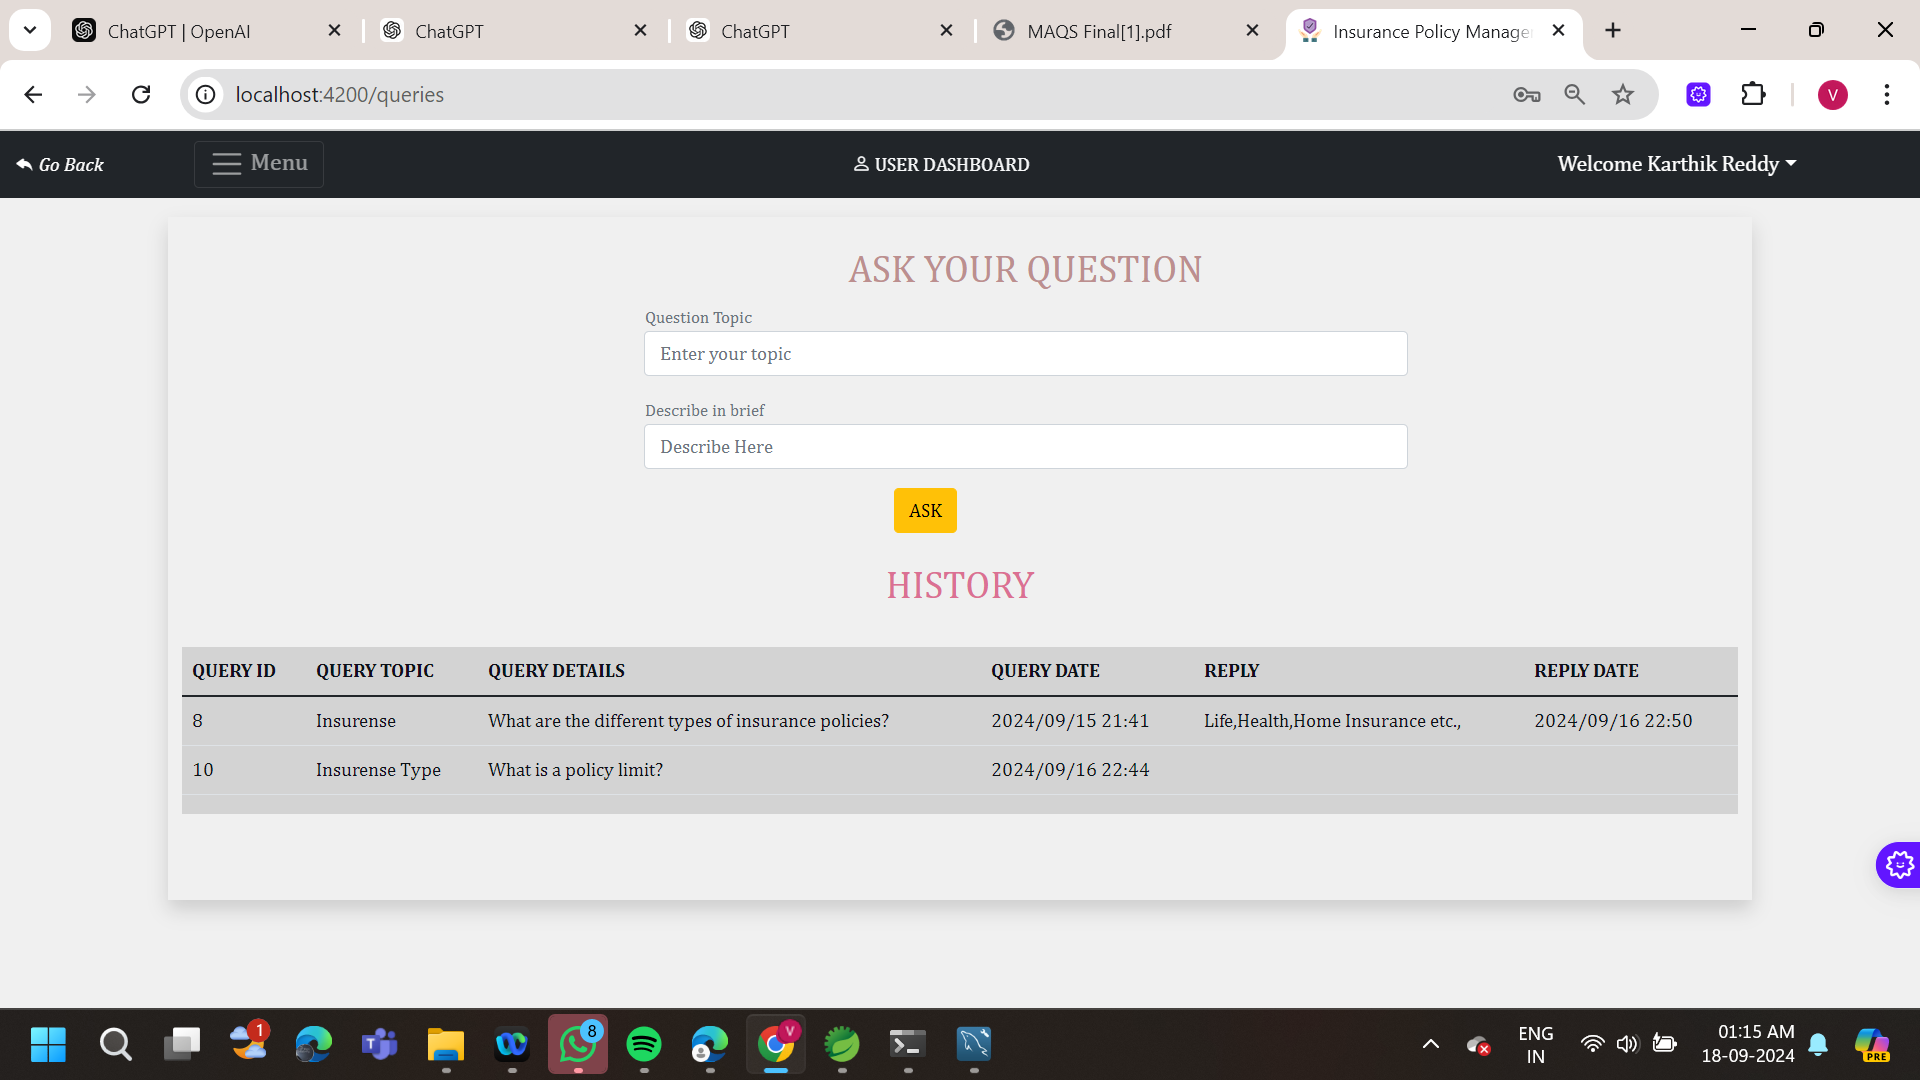 ChatGPT | OpenAI
ChatGPT
ChatGPT
MAQS Final[1].pdf
Insurance Policy Manage
localhost:4200/queries
V
Go Back
Menu
USER DASHBOARD
Welcome Karthik Reddy
ASK YOUR QUESTION
Question Topic
Enter your topic
Describe in brief
Describe Here
ASK
HISTORY
QUERY ID QUERY TOPIC QUERY DETAILS QUERY DATE REPLY REPLY DATE
8 Insurense What are the different types of insurance policies? 2024/09/15 21:41 Life,Health,Home Insurance etc., 2024/09/16 22:50
10 Insurense Type What is a policy limit? 2024/09/16 22:44
1
8
V
ENG
IN
01:15 AM
18-09-2024
PRE